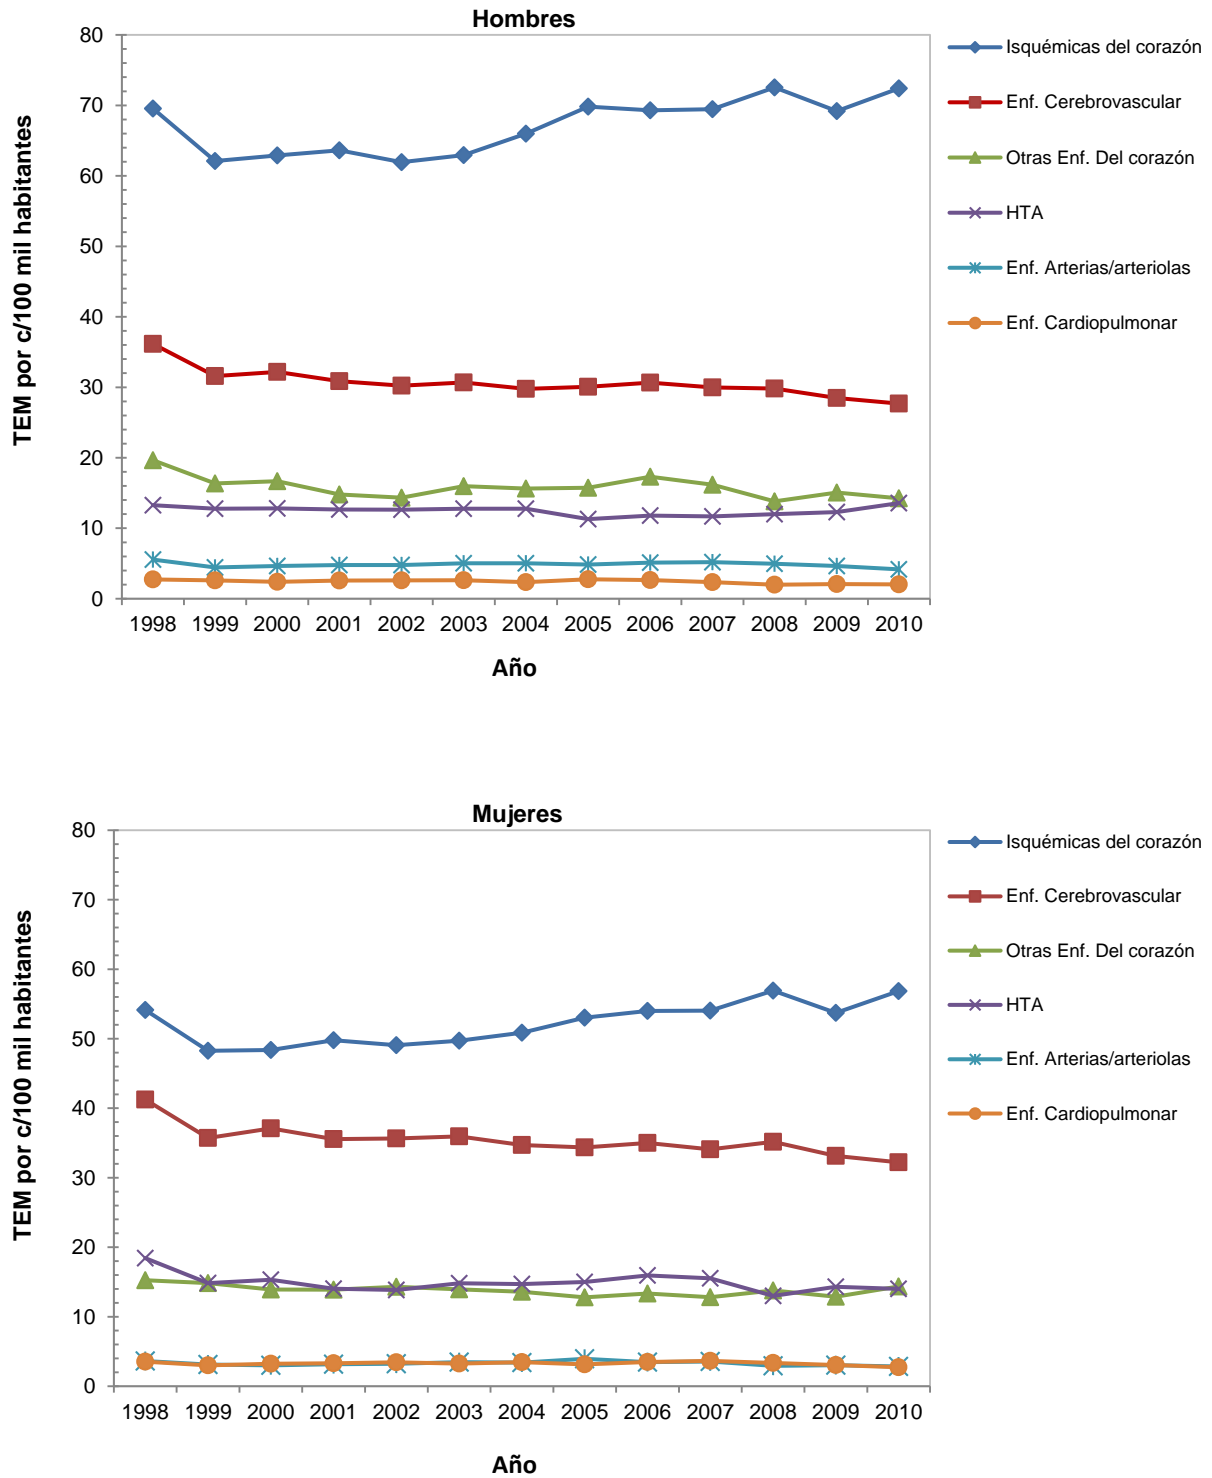 Hombres
TEM por c/100 mil habitantes
80
70
60
50
40
30
20
10
0
1998 1999 2000 2001 2002 2003 2004 2005 2006 2007 2008 2009 2010
Año
Isquémicas del corazón
Enf. Cerebrovascular
Otras Enf. Del corazón
HTA
Enf. Arterias/arteriolas
Enf. Cardiopulmonar
Mujeres
TEM por c/100 mil habitantes
80
70
60
50
40
30
20
10
0
1998 1999 2000 2001 2002 2003 2004 2005 2006 2007 2008 2009 2010
Año
Isquémicas del corazón
Enf. Cerebrovascular
Otras Enf. Del corazón
HTA
Enf. Arterias/arteriolas
Enf. Cardiopulmonar